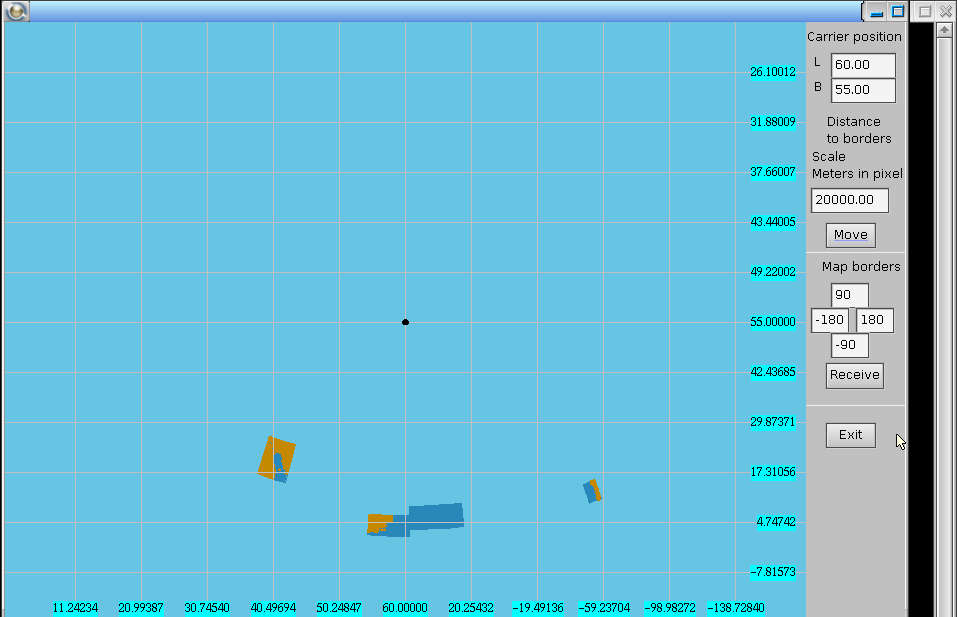 Carrier position
L 60.00
B 55.00
Distance
to borders
Scale
Meters in pixel
20000.00
Move
Map borders
90
-180 180
-90
Receive
Exit
26.10012
31.88009
37.66007
43.44005
49.22002
55.00000
42.43685
29.87371
17.31056
4.74742
-7.81573
11.24234 20.99387 30.74540 40.49694 50.24847 60.00000 20.25432 -19.49136 -59.23704 -98.98272 -138.72840